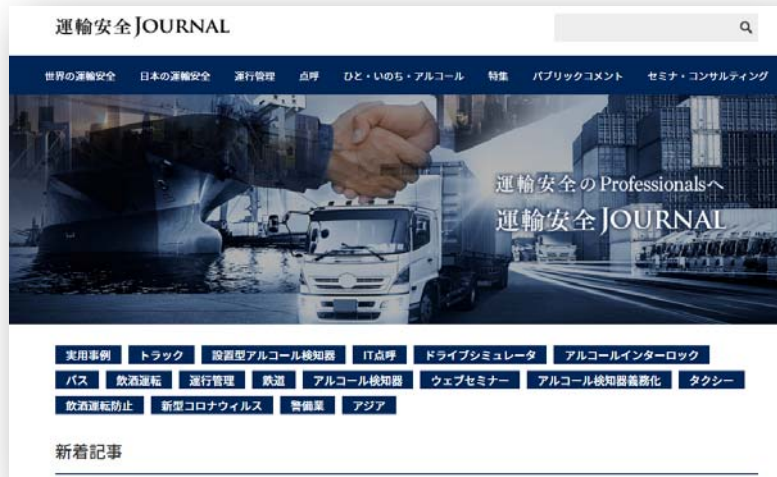 運輸安全JOURNAL
世界の運輸安全 日本の運輸安全 運行管理 点呼 ひと・いのち・アルコール 特集 パブリックコメント セミナ・コンサルティング
運輸安全のProfessionalsへ
運輸安全JOURNAL
実用事例 トラック 設置型アルコール検知器 IT点呼 ドライブシミュレータ アルコールインターロック
バス 飲酒運転 運行管理 鉄道 アルコール検知器 ウェブセミナー アルコール検知器義務化 タクシー
飲酒運転防止 新型コロナウィルス 警備業 アジア
新着記事